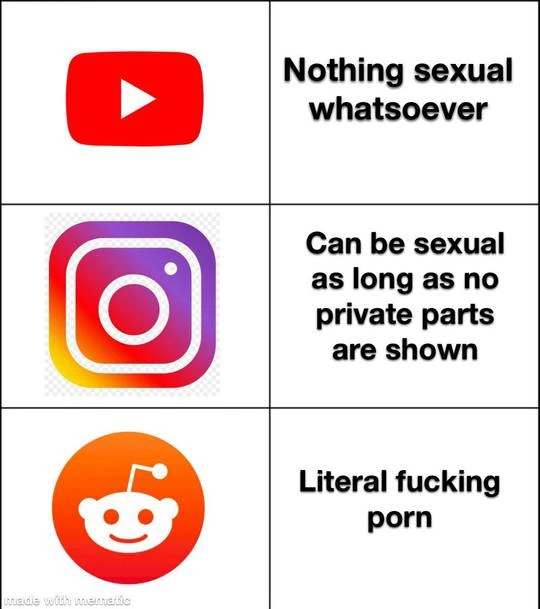 Nothing sexual
whatsoever
Can be sexual
as long as no
private parts
are shown
Literal fucking
porn
made with mematic